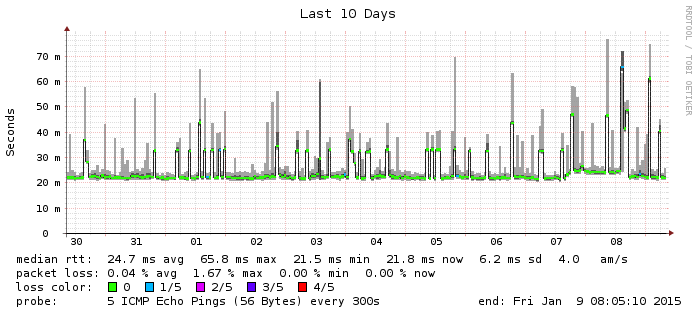 Last 10 Days
RRDTOOL / TOBI OETIKER
Seconds
70 m
60 m
50 m
40 m
30 m
20 m
10 m
0
30 31 01 02 03 04 05 06 07 08
median rtt: 24.7 ms avg 65.8 ms max 21.5 ms min 21.8 ms now 6.2 ms sd 4.0 am/s
packet loss: 0.04 % avg 1.67 % max 0.00 % min 0.00 % now
loss color: 0 1/5 2/5 3/5 4/5
probe: 5 ICMP Echo Pings (56 Bytes) every 300s end: Fri Jan 9 08:05:10 2015